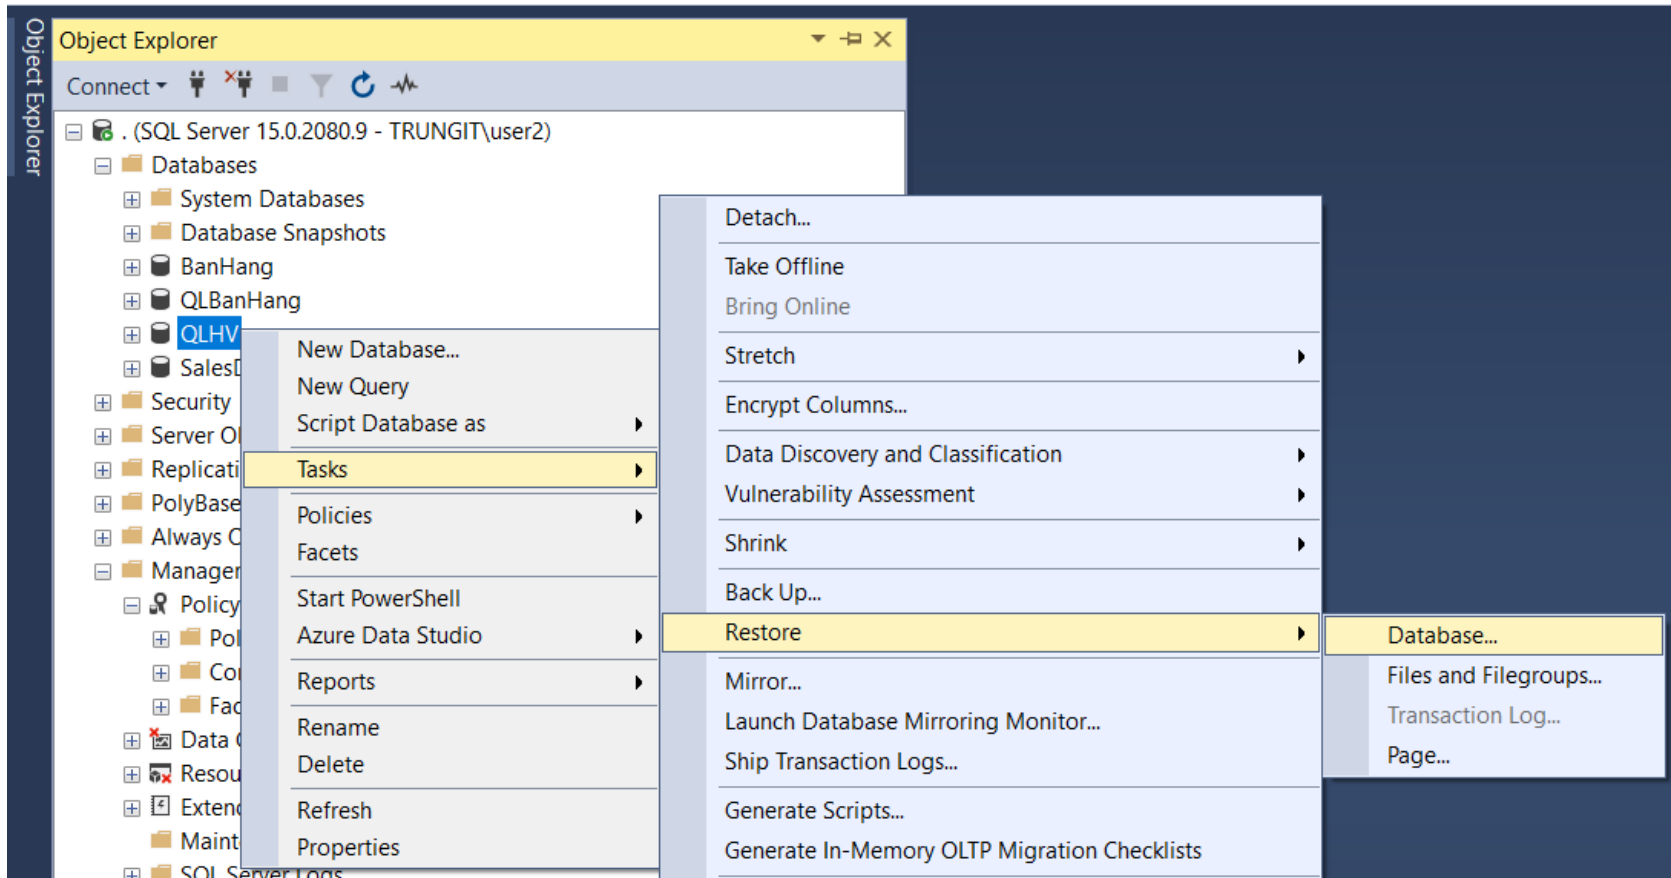 Object Explorer
Object Explorer
Connect
. (SQL Server 15.0.2080.9 - TRUNGIT\user2)
Databases
System Databases
Database Snapshots
BanHang
QLBanHang
QLHV
Security
PolyBase
Policy
Data
New Database...
New Query
Script Database as
Tasks
Policies
Facets
Start PowerShell
Azure Data Studio
Reports
Rename
Delete
Refresh
Properties
SQL Server Logs
Detach...
Take Offline
Bring Online
Stretch
Encrypt Columns...
Data Discovery and Classification
Vulnerability Assessment
Shrink
Back Up...
Restore
Mirror...
Launch Database Mirroring Monitor...
Ship Transaction Logs...
Generate Scripts...
Generate In-Memory OLTP Migration Checklists
Database...
Files and Filegroups...
Transaction Log...
Page...